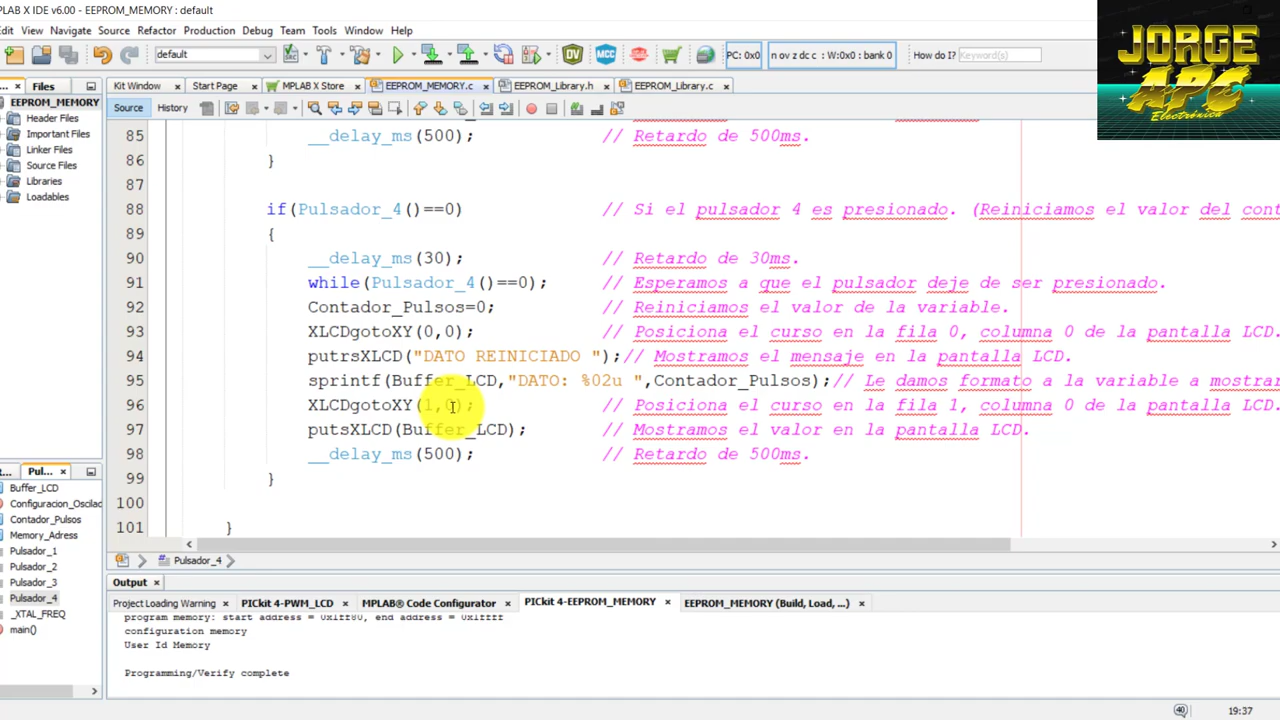 PLAB X IDE v6.00 - EEPROM_MEMORY : default
View Navigate Source Refactor Production Debug Team Tools Window Help
default
PC: 0x0
n ov z dc c : W:0x0 : bank 0
How do I? Keyword(s)
Files
Kit Window
Start Page
MPLAB X Store
EEPROM_MEMORY.c
EEPROM_Library.h
EEPROM_Library.c
Source
History
EEPROM_MEMORY
Header Files
Important Files
Linker Files
Source Files
Libraries
Loadables
85 __delay_ms(500); // Retardo de 500ms.
86 }
87
88 if(Pulsador_4()==0) // Si el pulsador 4 es presionado. (Reiniciamos el valor del cont
89 {
90 __delay_ms(30); // Retardo de 30ms.
91 while(Pulsador_4()==0); // Esperamos a que el pulsador deje de ser presionado.
92 Contador_Pulsos=0; // Reiniciamos el valor de la variable.
93 XLCDgotoXY(0,0); // Posiciona el curso en la fila 0, columna 0 de la pantalla LCD.
94 putrsXLCD("DATO REINICIADO ");// Mostramos el mensaje en la pantalla LCD.
95 sprintf(Buffer_LCD,"DATO: %02u ",Contador_Pulsos);// Le damos formato a la variable a mostrar
96 XLCDgotoXY(1,0); // Posiciona el curso en la fila 1, columna 0 de la pantalla LCD.
97 putsXLCD(Buffer_LCD); // Mostramos el valor en la pantalla LCD.
98 __delay_ms(500); // Retardo de 500ms.
99 }
100
101 }
Pul...
Buffer_LCD
Configuracion_Oscilac
Contador_Pulsos
Memory_Adress
Pulsador_1
Pulsador_2
Pulsador_3
Pulsador_4
_XTAL_FREQ
main()
Pulsador_4
Output
Project Loading Warning
PICkit 4-PWM_LCD
MPLAB® Code Configurator
PICkit 4-EEPROM_MEMORY
EEPROM_MEMORY (Build, Load, ...)
program memory: start address = 0x1ff80, end address = 0x1ffff
configuration memory
User Id Memory
Programming/Verify complete
19:37
JORGE
APC
Electrónica